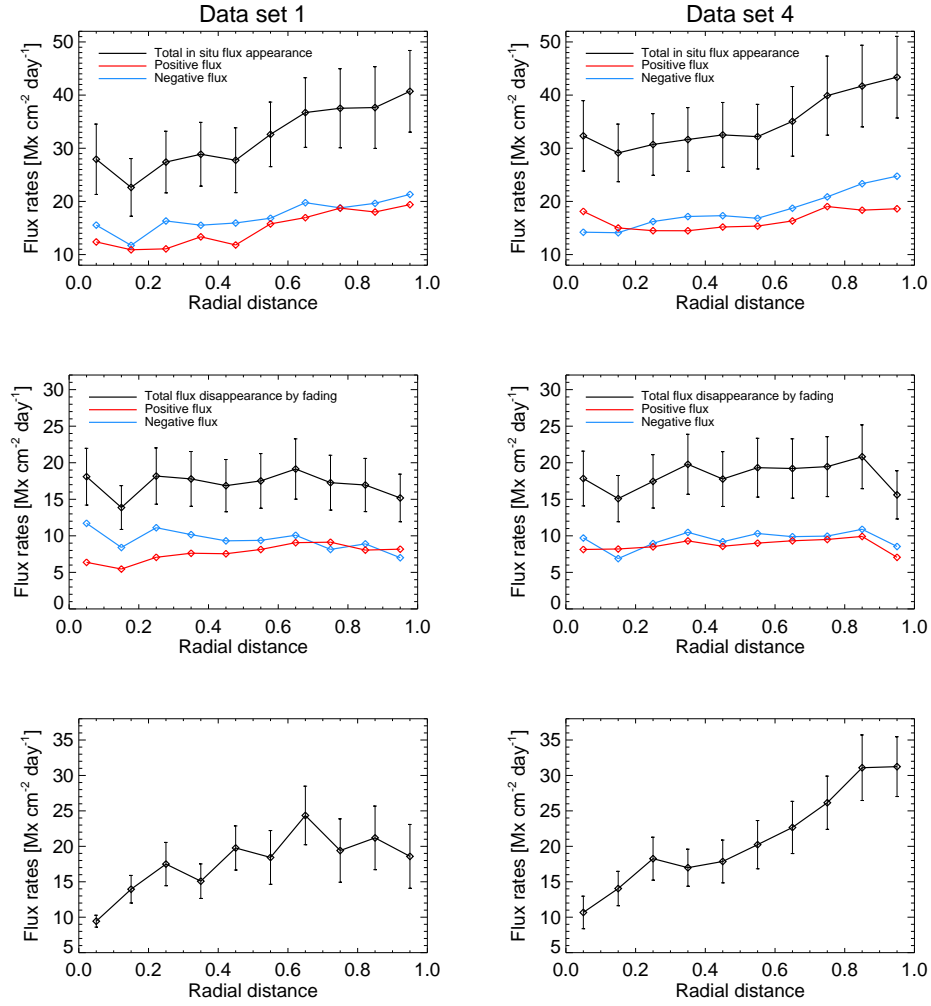 Data set 1
Data set 4
Flux rates [Mx cm-2 day-1]
50
40
30
20
10
Total in situ flux appearance
Positive flux
Negative flux
0.0 0.2 0.4 0.6 0.8 1.0
Radial distance
Flux rates [Mx cm-2 day-1]
50
40
30
20
10
Total in situ flux appearance
Positive flux
Negative flux
0.0 0.2 0.4 0.6 0.8 1.0
Radial distance
Flux rates [Mx cm-2 day-1]
30
25
20
15
10
5
0
Total flux disappearance by fading
Positive flux
Negative flux
0.0 0.2 0.4 0.6 0.8 1.0
Radial distance
Flux rates [Mx cm-2 day-1]
30
25
20
15
10
5
0
Total flux disappearance by fading
Positive flux
Negative flux
0.0 0.2 0.4 0.6 0.8 1.0
Radial distance
Flux rates [Mx cm-2 day-1]
35
30
25
20
15
10
5
0.0 0.2 0.4 0.6 0.8 1.0
Radial distance
Flux rates [Mx cm-2 day-1]
35
30
25
20
15
10
5
0.0 0.2 0.4 0.6 0.8 1.0
Radial distance